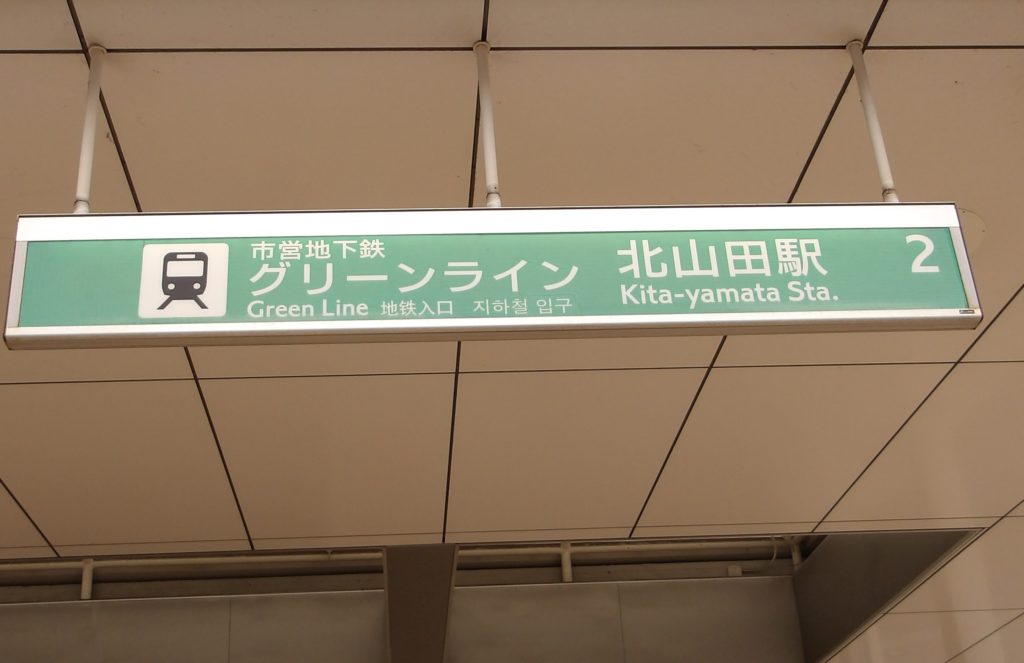 市営地下鉄
グリーンライン
Green Line 地铁入口 지하철 입구
北山田駅
Kita-yamata Sta.
2